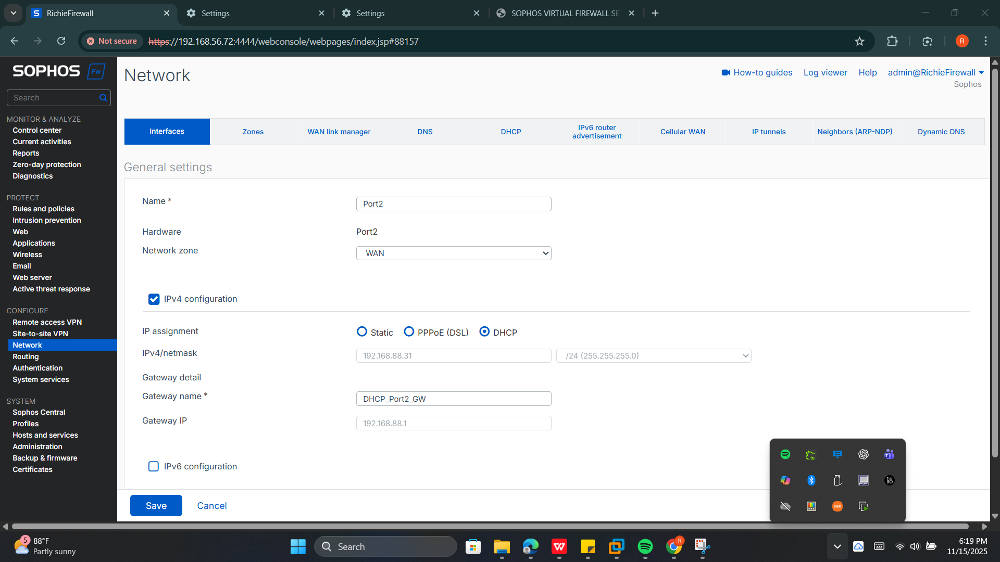 RichieFirewall
Settings
Settings
SOPHOS VIRTUAL FIREWALL SE
Not secure
https://192.168.56.72:4444/webconsole/webpages/index.jsp#88157
R
SOPHOS Fw
Search
MONITOR & ANALYZE
Control center
Current activities
Reports
Zero-day protection
Diagnostics
PROTECT
Rules and policies
Intrusion prevention
Web
Applications
Wireless
Email
Web server
Active threat response
CONFIGURE
Remote access VPN
Site-to-site VPN
Network
Routing
Authentication
System services
SYSTEM
Sophos Central
Profiles
Hosts and services
Administration
Backup & firmware
Certificates
Network
How-to guides Log viewer Help admin@RichieFirewall
Sophos
Interfaces
Zones
WAN link manager
DNS
DHCP
IPv6 router
advertisement
Cellular WAN
IP tunnels
Neighbors (ARP-NDP)
Dynamic DNS
General settings
Name * Port2
Hardware Port2
Network zone WAN
IPv4 configuration
IP assignment Static PPPoE (DSL) DHCP
IPv4/netmask 192.168.88.31 /24 (255.255.255.0)
Gateway detail
Gateway name * DHCP_Port2_GW
Gateway IP 192.168.88.1
IPv6 configuration
Save Cancel
DeX
5
88°F
Partly sunny
Search
R
6:19 PM
11/15/2025